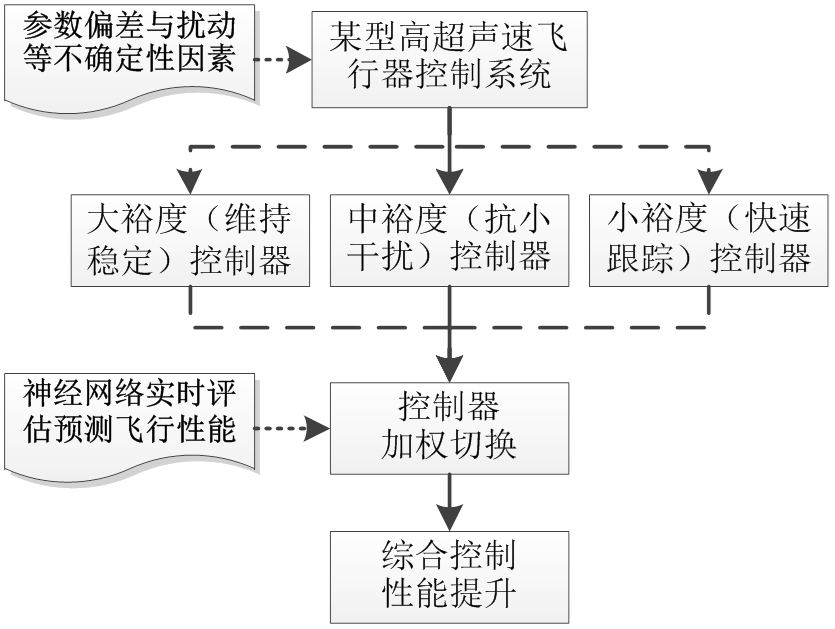 参数偏差与扰动
等不确定性因素
某型高超声速飞
行器控制系统
大裕度（维持
稳定）控制器
中裕度（抗小
干扰）控制器
小裕度（快速
跟踪）控制器
神经网络实时评
估预测飞行性能
控制器
加权切换
综合控制
性能提升